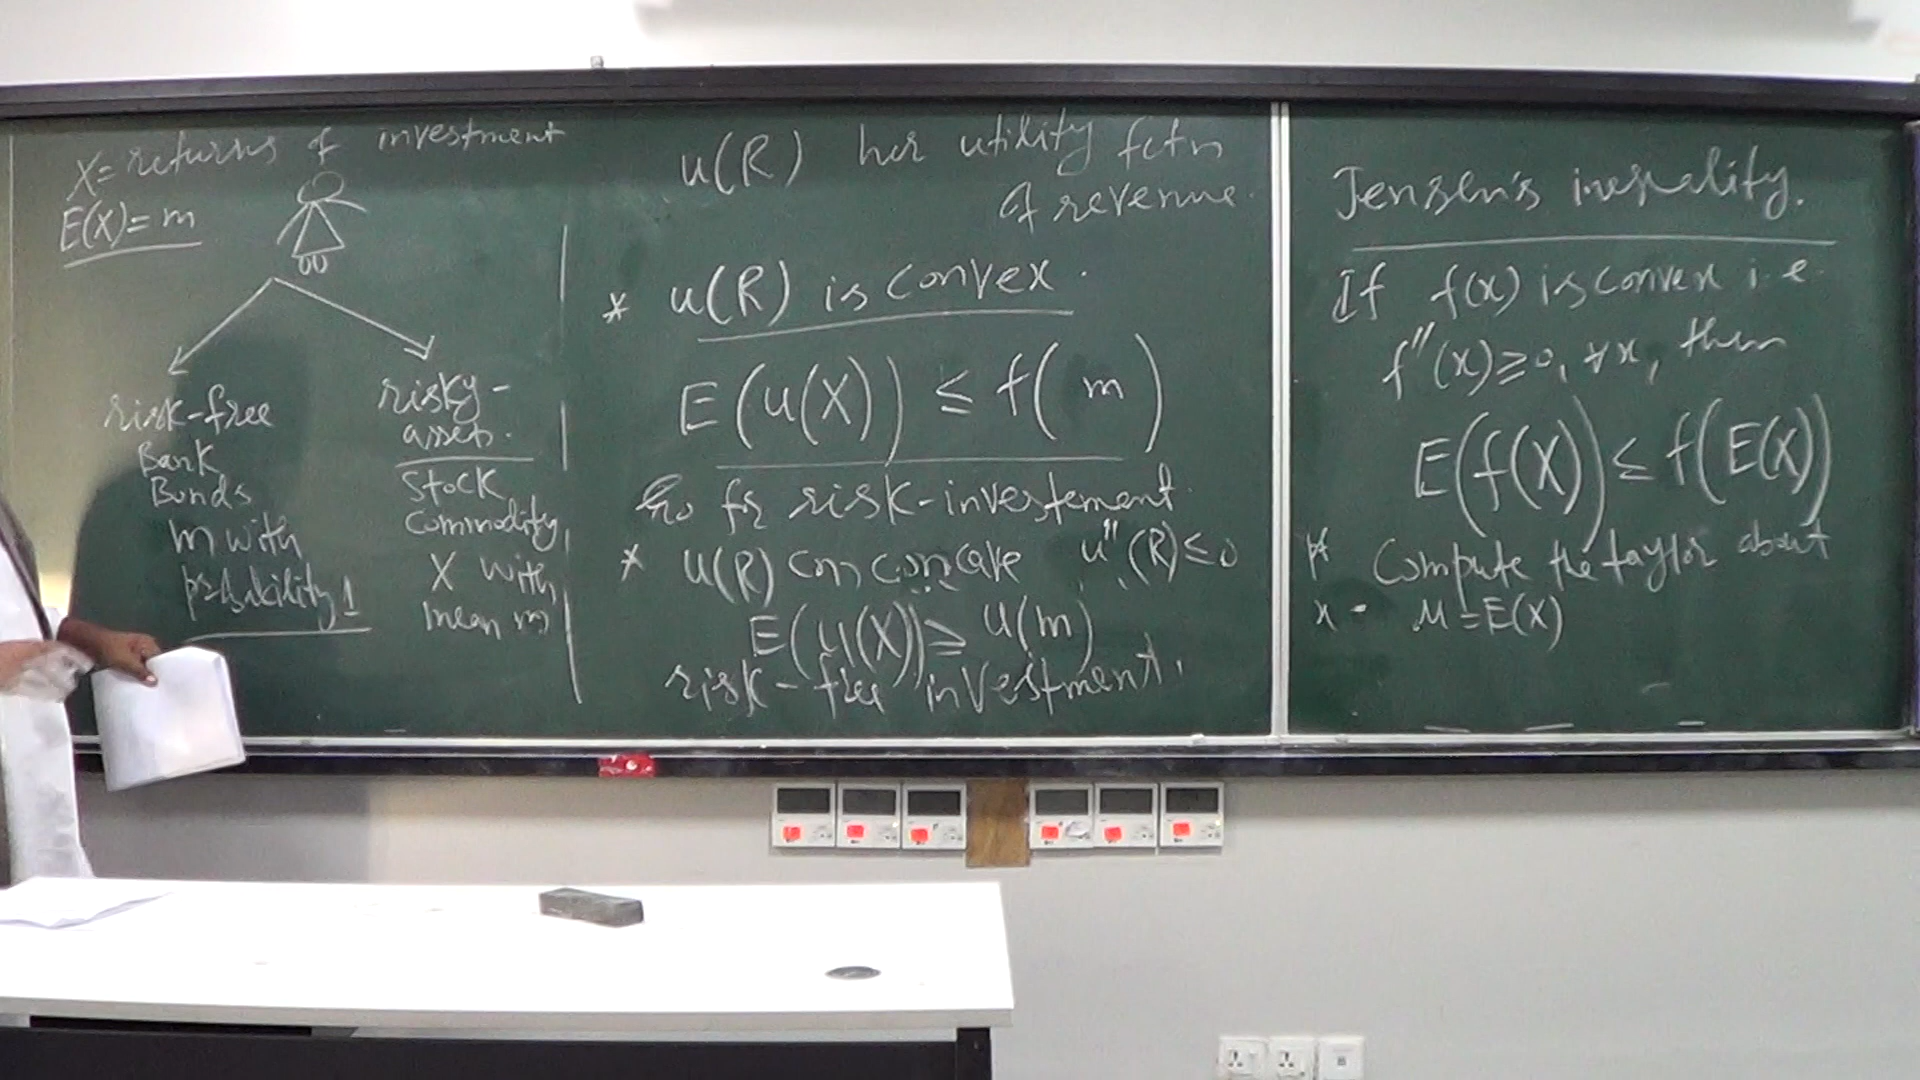 X = returns of investment
E(X) = m
risk-free
Bank
Bonds
m with
probability 1
risky-
assets.
Stock
Commodity
X with
mean m
u(R) her utility fctn
of revenue.
* u(R) is convex.
E(u(X)) ≤ f(m)
Go for risk-investement
* u(R) concave u''(R) ≤ 0
E(u(X)) ≥ u(m)
risk-free investment.
Jensen's inequality.
If f(x) is convex i.e.
f''(x) ≥ 0, ∀x, then
E(f(X)) ≤ f(E(X))
* Compute the taylor about
x - μ = E(X)